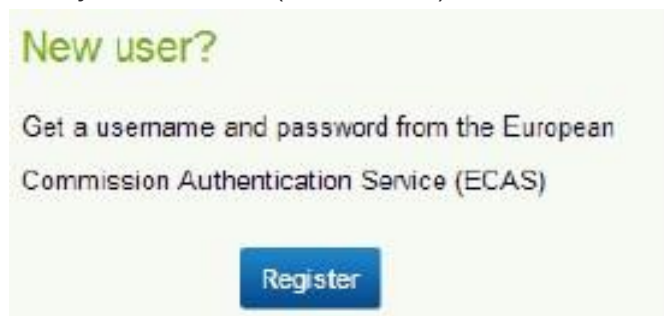 New user?
Get a username and password from the European
Commission Authentication Service (ECAS)
Register